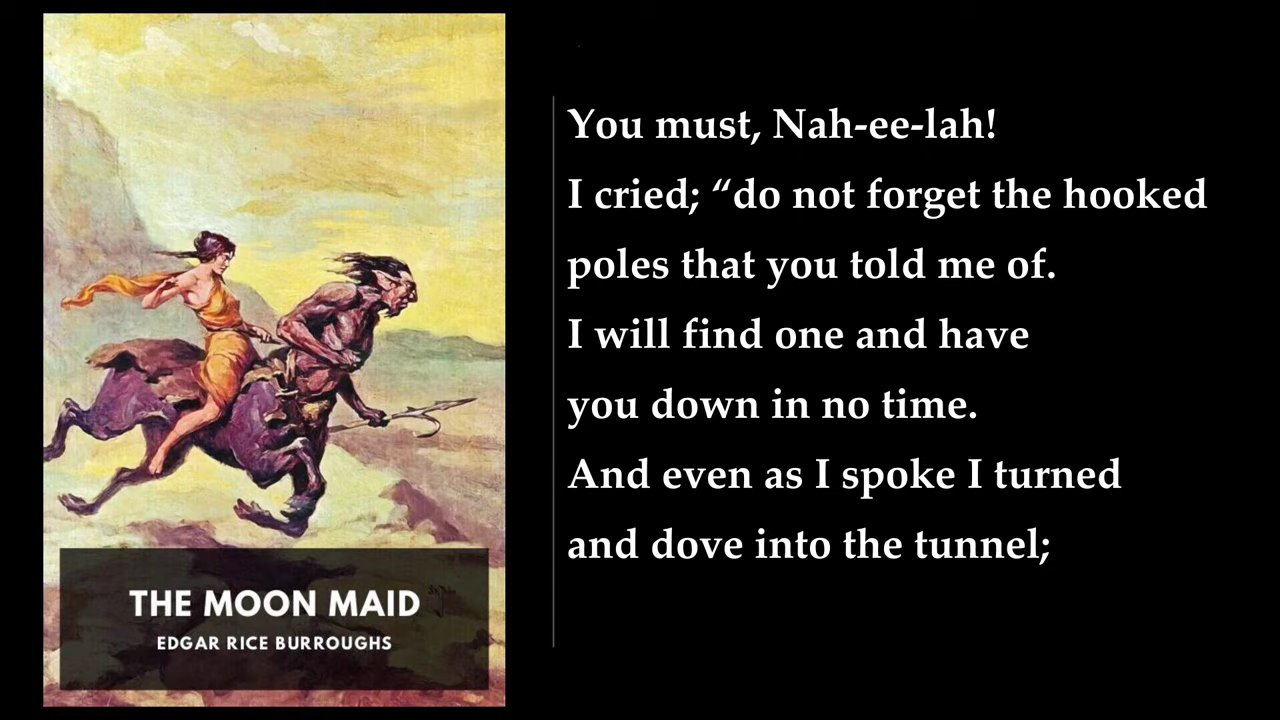 THE MOON MAID
EDGAR RICE BURROUGHS
You must, Nah-ee-lah!
I cried; “do not forget the hooked
poles that you told me of.
I will find one and have
you down in no time.
And even as I spoke I turned
and dove into the tunnel;